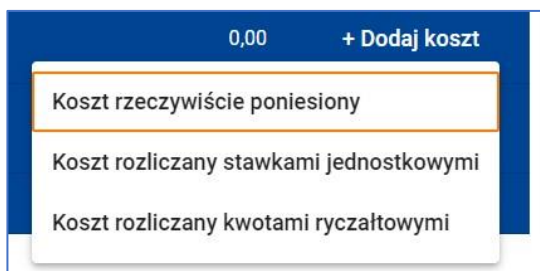 0,00 + Dodaj koszt
Koszt rzeczywiście poniesiony
Koszt rozliczany stawkami jednostkowymi
Koszt rozliczany kwotami ryczałtowymi